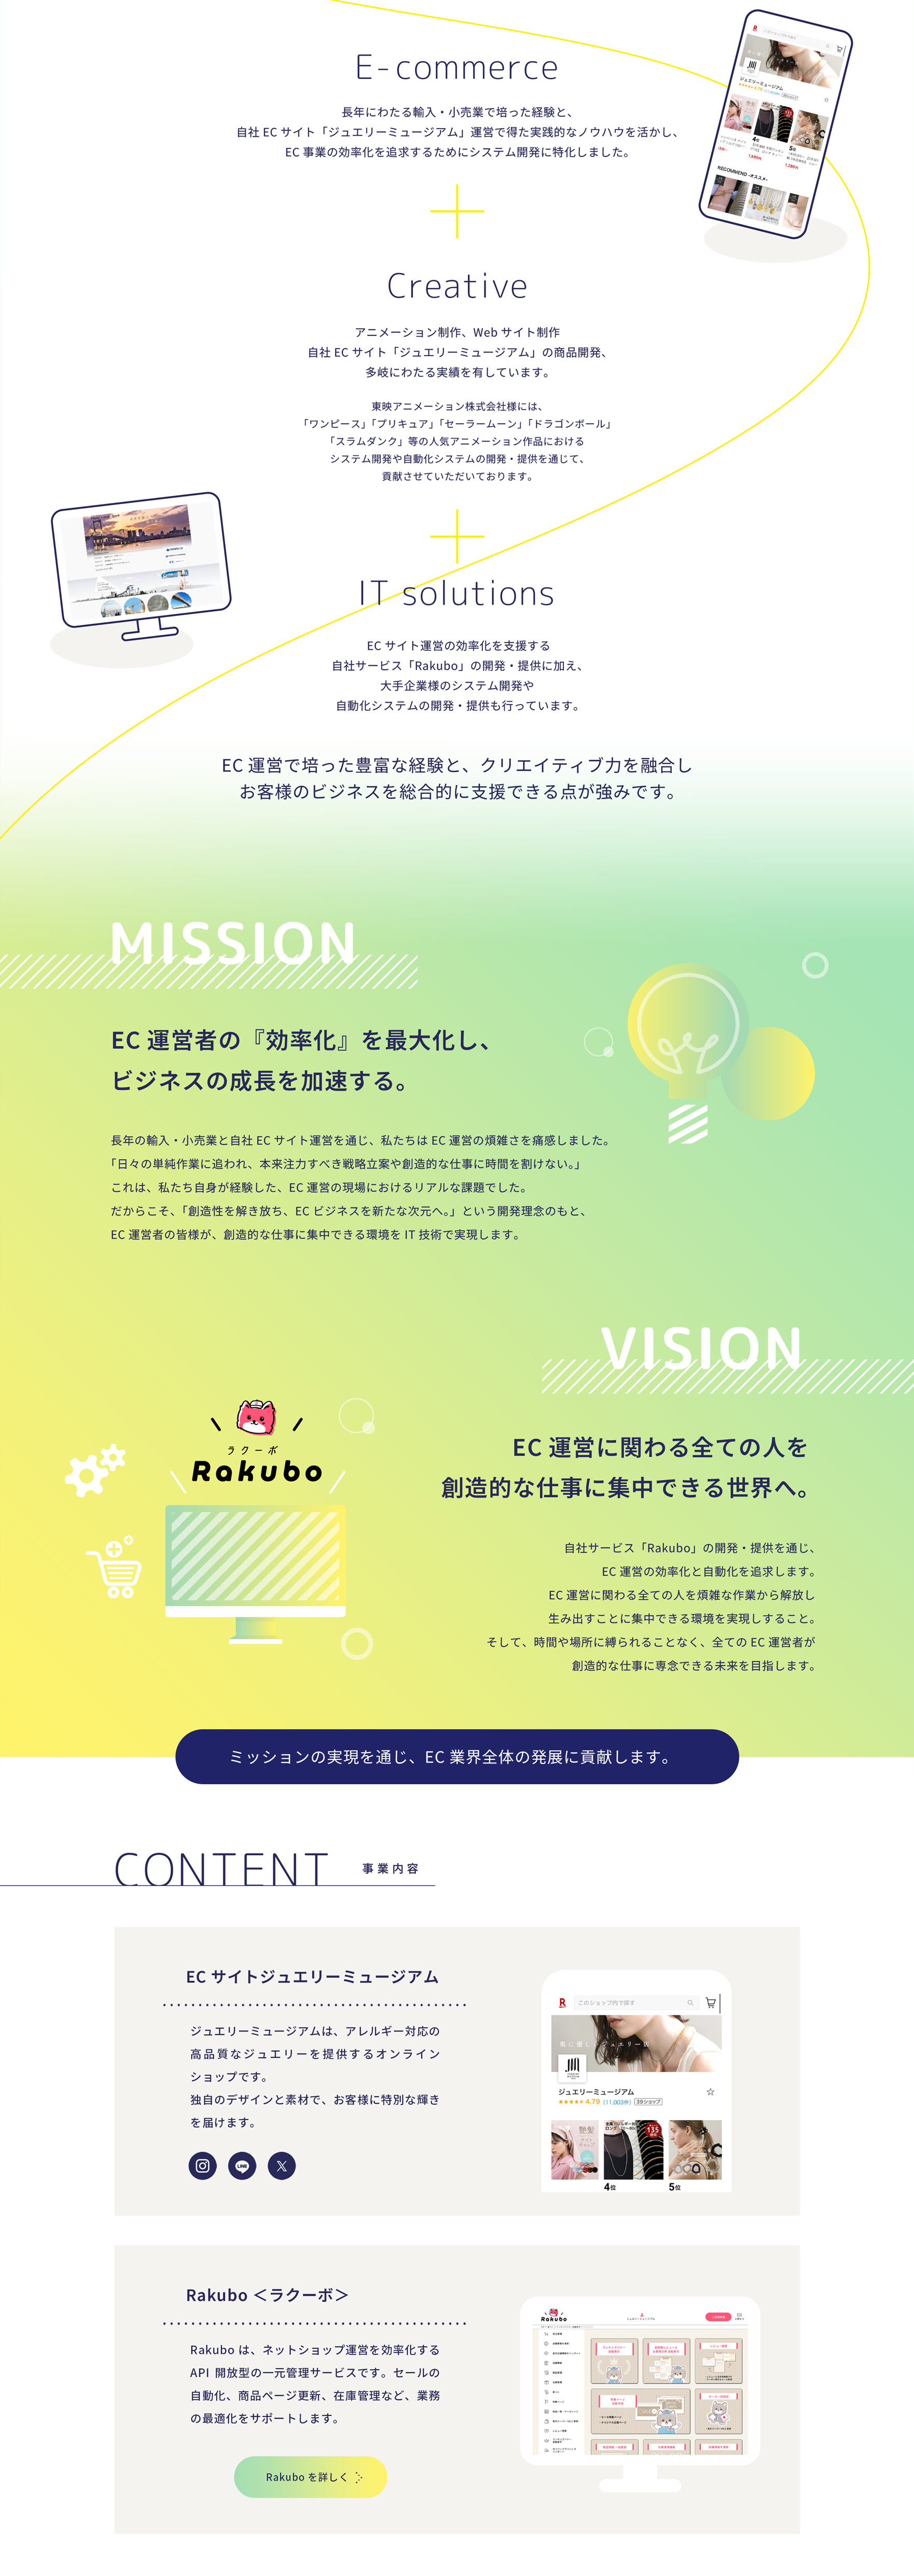 E-commerce
長年にわたる輸入・小売業で培った経験と、
自社 EC サイト「ジュエリーミュージアム」運営で得た実践的なノウハウを活かし、
EC 事業の効率化を追求するためにシステム開発に特化しました。
ジュエリーミュージアム
RECOMMEND -オススメ-
Creative
アニメーション制作、Web サイト制作
自社 EC サイト「ジュエリーミュージアム」の商品開発、
多岐にわたる実績を有しています。
東映アニメーション株式会社様には、
「ワンピース」「プリキュア」「セーラームーン」「ドラゴンボール」
「スラムダンク」等の人気アニメーション作品における
システム開発や自動化システムの開発・提供を通じて、
貢献させていただいております。
IT solutions
EC サイト運営の効率化を支援する
自社サービス「Rakubo」の開発・提供に加え、
大手企業様のシステム開発や
自動化システムの開発・提供も行っています。
EC 運営で培った豊富な経験と、クリエイティブ力を融合し
お客様のビジネスを総合的に支援できる点が強みです。
MISSION
EC 運営者の『効率化』を最大化し、
ビジネスの成長を加速する。
長年の輸入・小売業と自社 EC サイト運営を通じ、私たちは EC 運営の煩雑さを痛感しました。
「日々の単純作業に追われ、本来注力すべき戦略立案や創造的な仕事に時間を割けない。」
これは、私たち自身が経験した、EC 運営の現場におけるリアルな課題でした。
だからこそ、「創造性を解き放ち、EC ビジネスを新たな次元へ。」という開発理念のもと、
EC 運営者の皆様が、創造的な仕事に集中できる環境を IT 技術で実現します。
VISION
ラクーボ
Rakubo
EC 運営に関わる全ての人を
創造的な仕事に集中できる世界へ。
自社サービス「Rakubo」の開発・提供を通じ、
EC 運営の効率化と自動化を追求します。
EC 運営に関わる全ての人を煩雑な作業から解放し
生み出すことに集中できる環境を実現しすること。
そして、時間や場所に縛られることなく、全ての EC 運営者が
創造的な仕事に専念できる未来を目指します。
ミッションの実現を通じ、EC 業界全体の発展に貢献します。
CONTENT 事業内容
EC サイトジュエリーミュージアム
ジュエリーミュージアムは、アレルギー対応の
高品質なジュエリーを提供するオンライン
ショップです。
独自のデザインと素材で、お客様に特別な輝き
を届けます。
LINE
R このショップ内で探す
ジュエリーミュージアム
4.79 (11,003件) 39ショップ
135
4位 5位
Rakubo ＜ラクーボ＞
Rakubo は、ネットショップ運営を効率化する
API 開放型の一元管理サービスです。セールの
自動化、商品ページ更新、在庫管理など、業務
の最適化をサポートします。
Rakubo を詳しく
Rakubo